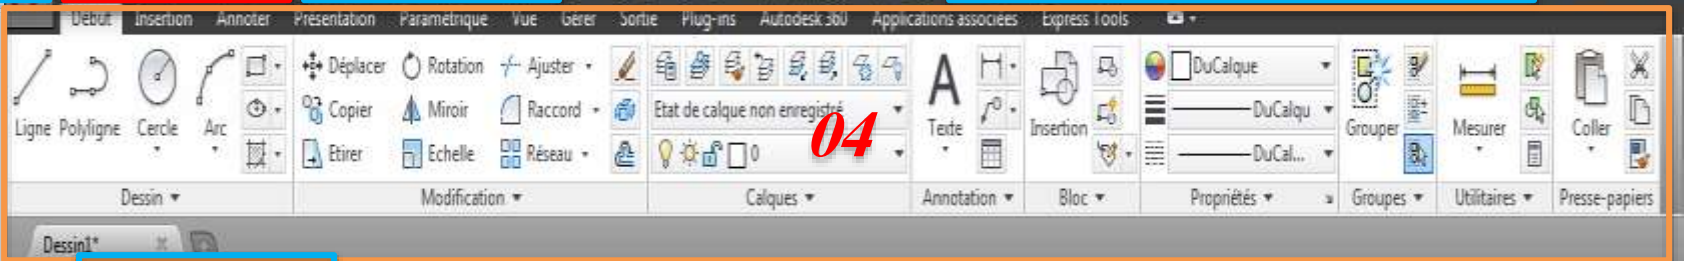 Début Insertion Annoter Présentation Paramétrique Vue Gérer Sortie Plug-ins Autodesk 360 Applications associées Express Tools
Déplacer Rotation Ajuster A DuCalque
Copier Miroir Raccord Etat de calque non enregistré DuCalqu
Ligne Polyligne Cercle Arc Texte Insertion Grouper Mesurer Coller
04
Etirer Echelle Réseau 0 DuCal...
Dessin Modification Calques Annotation Bloc Propriétés Groupes Utilitaires Presse-papiers
Dessin1*